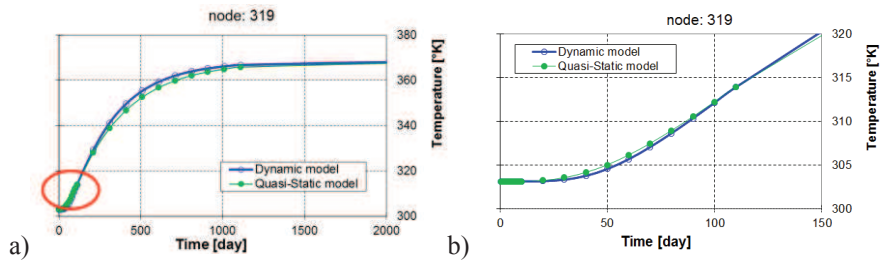 node: 319
380
360
340
320
300
Temperature [°K]
Dynamic model
Quasi-Static model
0
500
1000
1500
2000
Time [day]
a)
node: 319
320
315
310
305
300
Temperature [°K]
Dynamic model
Quasi-Static model
0
50
100
150
Time [day]
b)